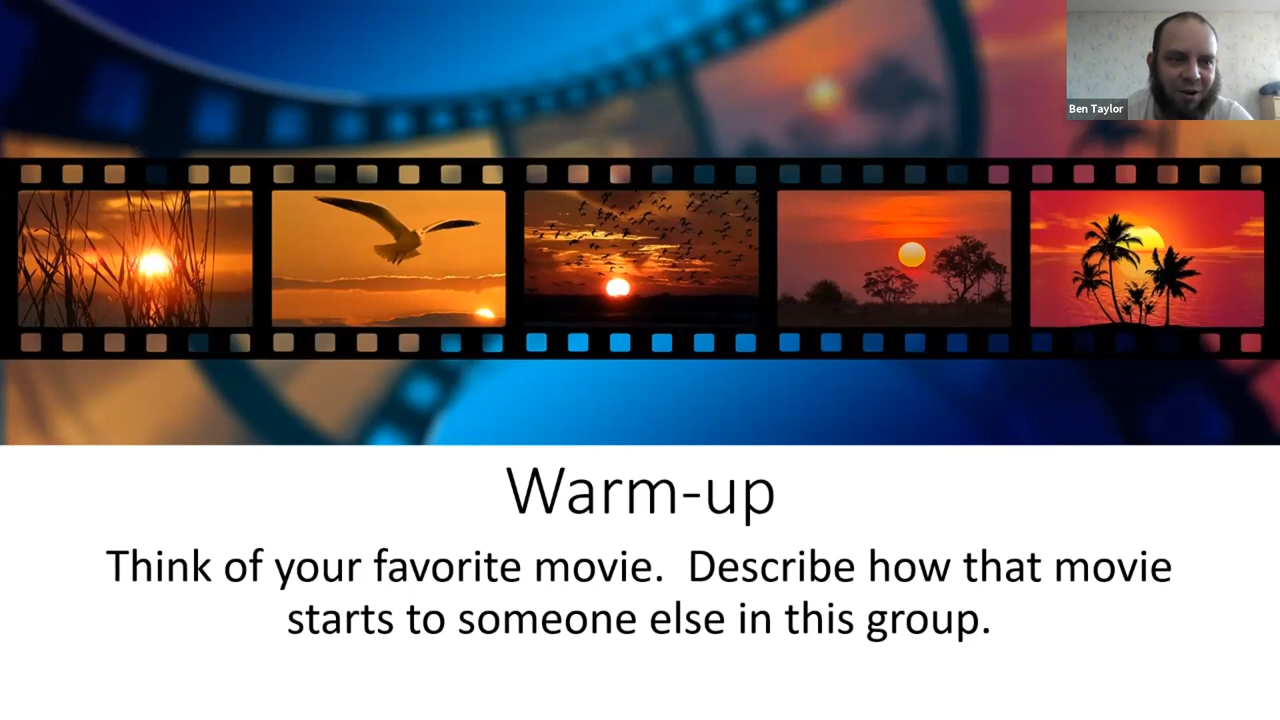 Ben Taylor
Warm-up
Think of your favorite movie.  Describe how that movie
starts to someone else in this group.